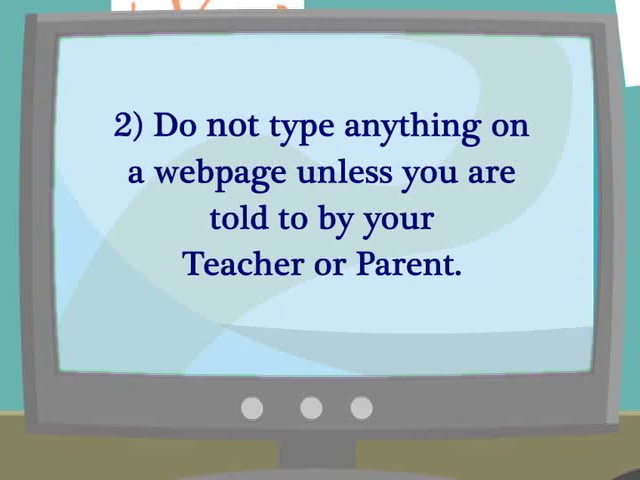 2) Do not type anything on
a webpage unless you are
told to by your
Teacher or Parent.